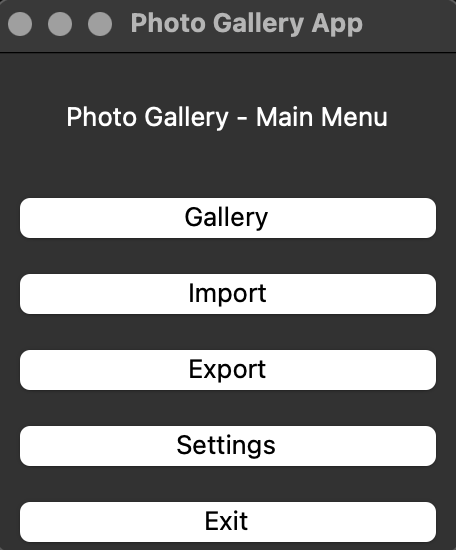 Photo Gallery App
Photo Gallery - Main Menu
Gallery
Import
Export
Settings
Exit